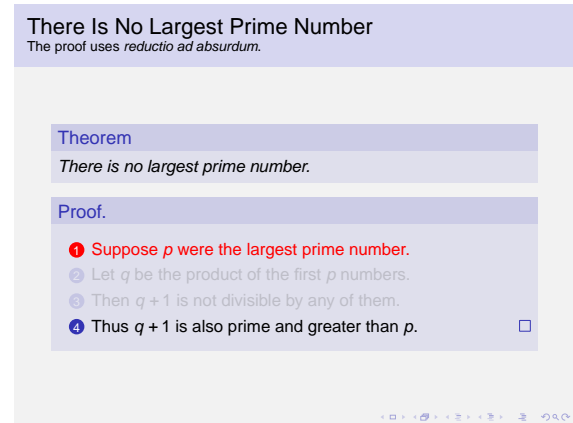 There Is No Largest Prime Number
The proof uses reductio ad absurdum.
Theorem
There is no largest prime number.
Proof.
1 Suppose p were the largest prime number.
2 Let q be the product of the first p numbers.
3 Then q + 1 is not divisible by any of them.
4 Thus q + 1 is also prime and greater than p. □